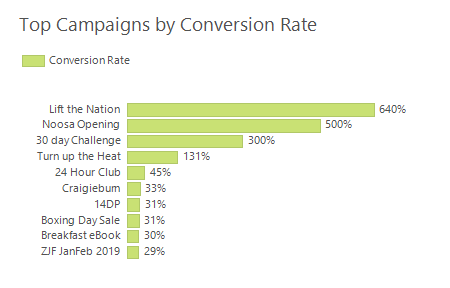 Top Campaigns by Conversion Rate
Conversion Rate
Lift the Nation 640%
Noosa Opening 500%
30 day Challenge 300%
Turn up the Heat 131%
24 Hour Club 45%
Craigiebum 33%
14DP 31%
Boxing Day Sale 31%
Breakfast eBook 30%
ZJF JanFeb 2019 29%